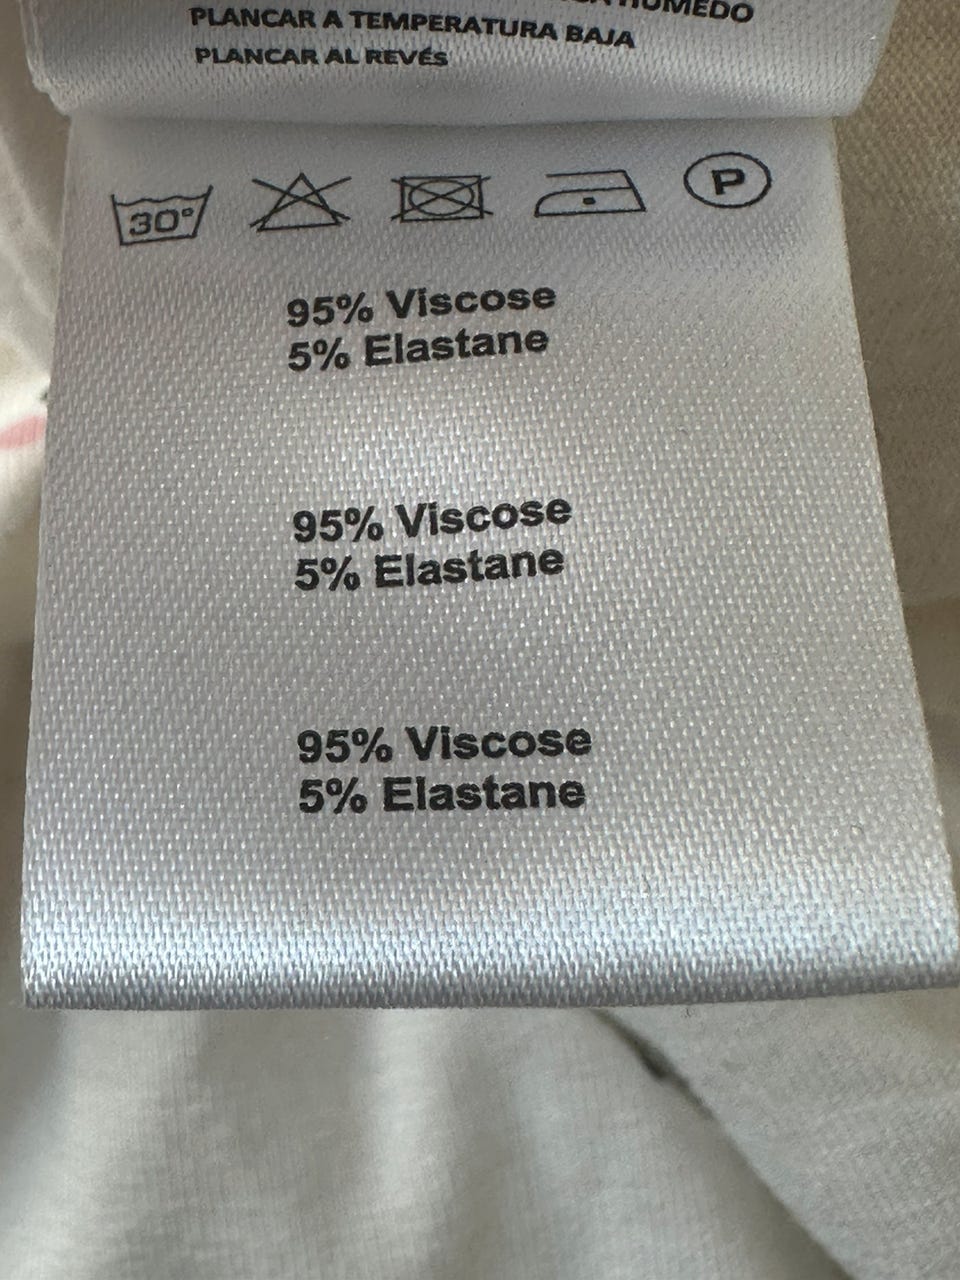 HUMEDO
PLANCAR A TEMPERATURA BAJA
PLANCAR AL REVÉS
30° P
95% Viscose
5% Elastane
95% Viscose
5% Elastane
95% Viscose
5% Elastane